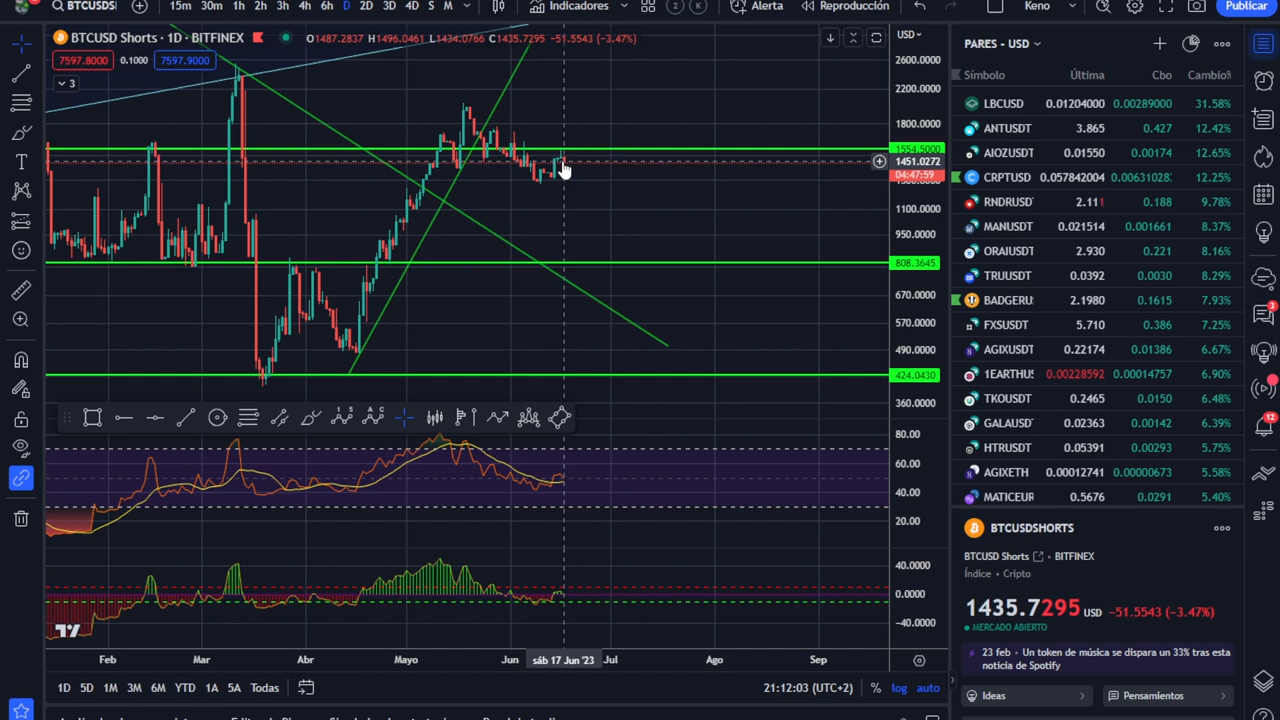 BTCUSDS
15m 30m 1h 2h 3h 4h 6h D 2D 3D 4D S M
Indicadores
2 K
Alerta
Reproducción
Keno
Publicar
BTCUSD Shorts · 1D · BITFINEX
O1487.2837 H1496.0461 L1434.0766 C1435.7295 -51.5543 (-3.47%)
7597.8000 0.1000 7597.9000
3
USD
2600.0000
2200.0000
1800.0000
1554.5000
1451.0272
04:47:59
1100.0000
950.0000
808.3645
670.0000
570.0000
490.0000
424.0430
360.0000
80.00
60.00
40.00
20.00
40.0000
0.0000
-40.0000
Feb Mar Abr Mayo Jun sáb 17 Jun '23 Jul Ago Sep
1D 5D 1M 3M 6M YTD 1A 5A Todas
21:12:03 (UTC+2) % log auto
PARES - USD
Símbolo Última Cbo Cambio%
LBCUSD 0.01204000 0.00289000 31.58%
ANTUSDT 3.865 0.427 12.42%
AUZUSDT 0.01550 0.00174 12.65%
CRPTUSD 0.057842004 0.00631028 12.25%
RNDRUSD 2.111 0.188 9.78%
MANUSDT 0.021514 0.001661 8.37%
ORAIUSDT 2.930 0.221 8.16%
TRUUSDT 0.0392 0.0030 8.29%
BADGERU 2.1980 0.1615 7.93%
FXSUSDT 5.710 0.386 7.25%
AGIXUSDT 0.22174 0.01386 6.67%
1EARTHU 0.00228592 0.00014757 6.90%
TKOUSDT 0.2465 0.0150 6.48%
GALAUSD 0.02363 0.00142 6.39%
HTRUSDT 0.05391 0.00293 5.75%
AGIXETH 0.00012741 0.00000673 5.58%
MATICEUR 0.5676 0.0291 5.40%
BTCUSDSHORTS
BTCUSD Shorts · BITFINEX
Índice · Cripto
1435.7295 USD -51.5543 (-3.47%)
MERCADO ABIERTO
23 feb · Un token de música se dispara un 33% tras esta
noticia de Spotify
Ideas
Pensamientos
3
12